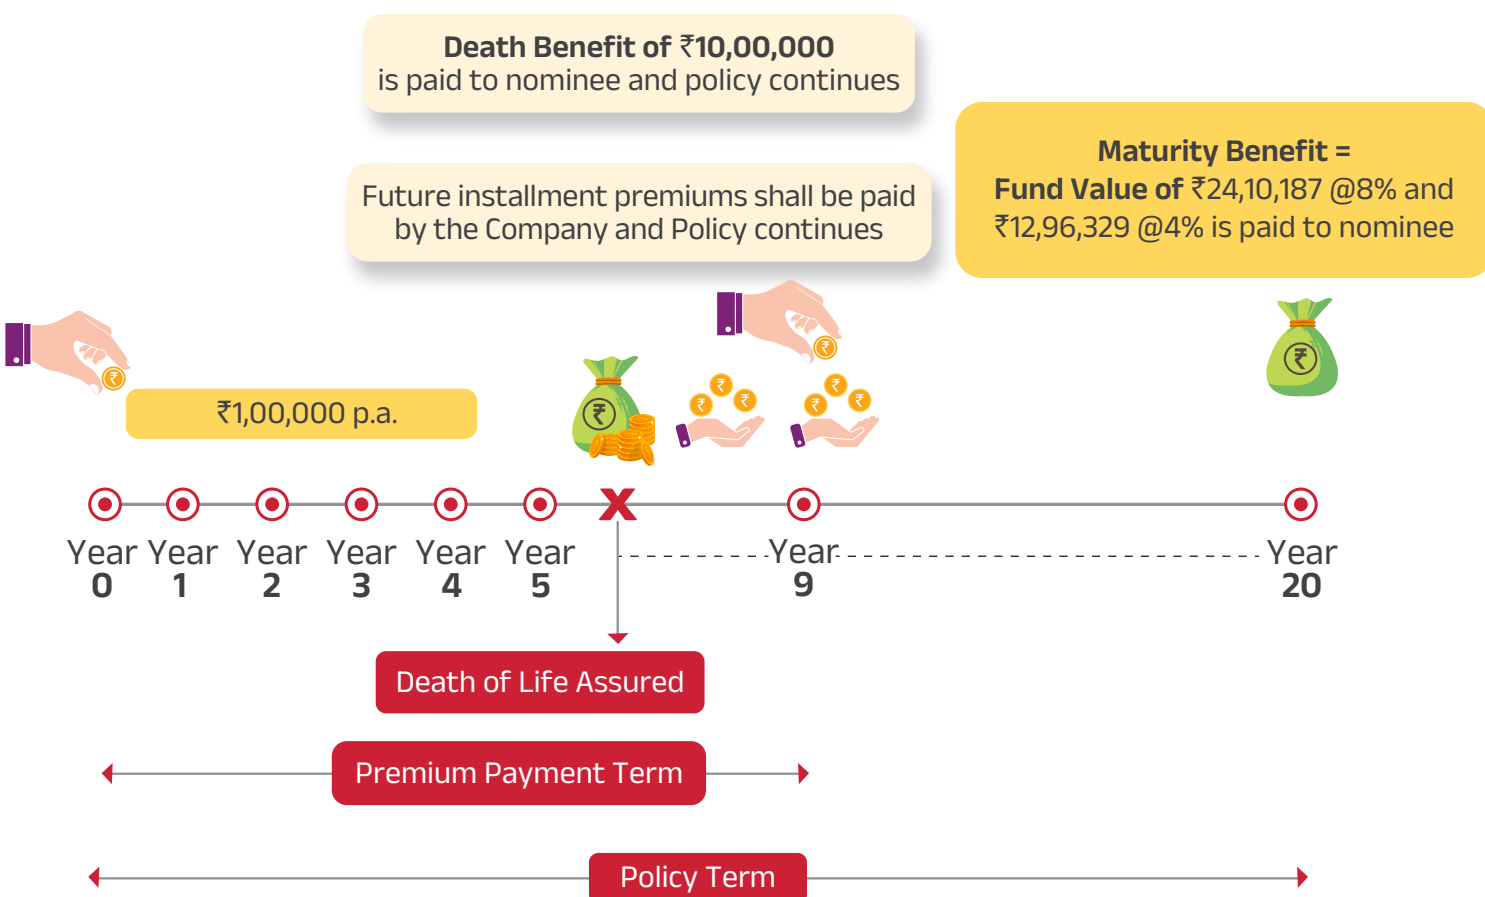 Death Benefit of ₹10,00,000
is paid to nominee and policy continues
Future installment premiums shall be paid
by the Company and Policy continues
Maturity Benefit =
Fund Value of ₹24,10,187 @8% and
₹12,96,329 @4% is paid to nominee
₹1,00,000 p.a.
Year 0
Year 1
Year 2
Year 3
Year 4
Year 5
Year 9
Year 20
Death of Life Assured
Premium Payment Term
Policy Term